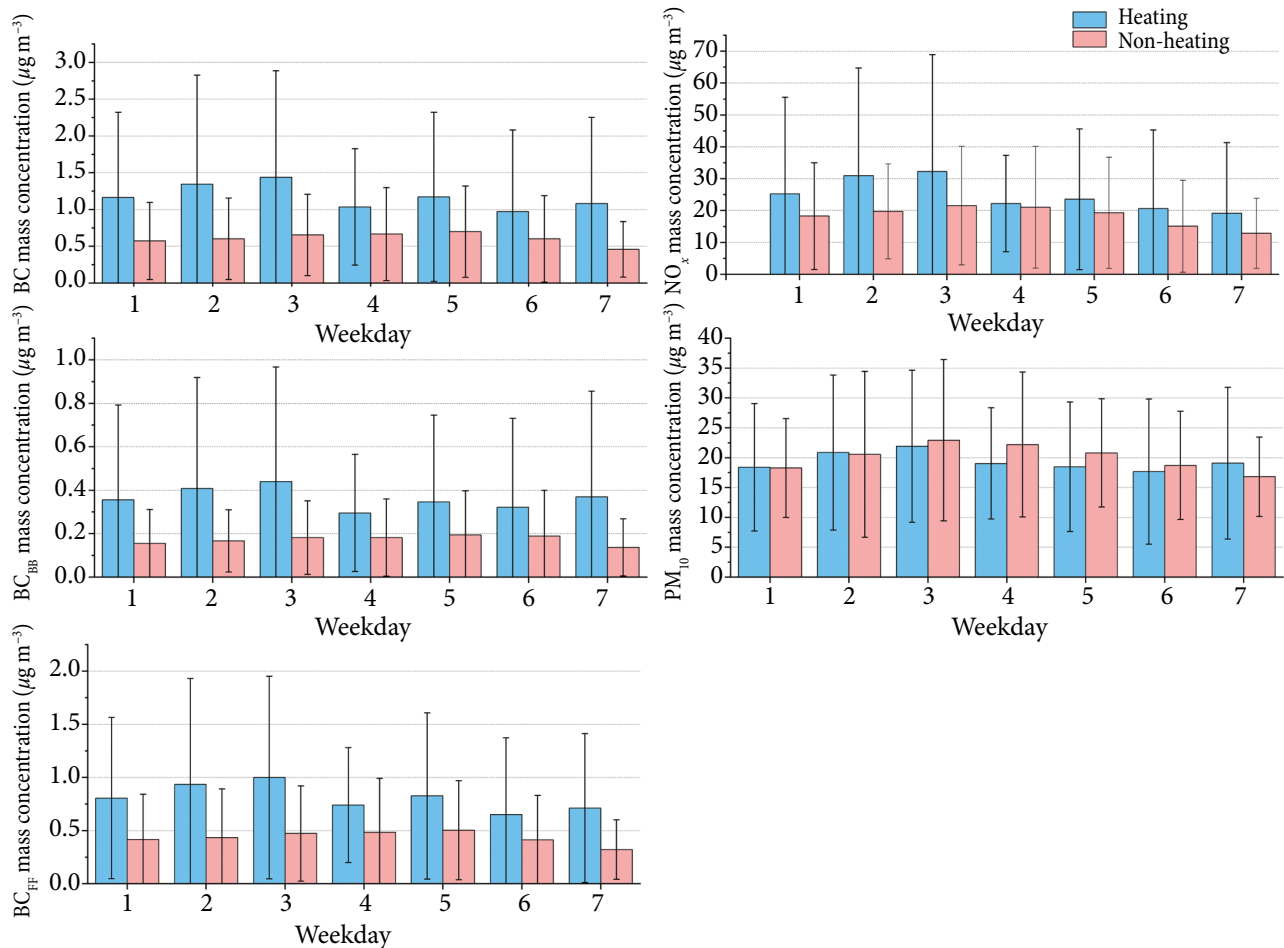 Heating
Non-heating
BC mass concentration (µg m⁻³)
3.0
2.5
2.0
1.5
1.0
0.5
0.0
1 2 3 4 5 6 7
Weekday
NOₓ mass concentration (µg m⁻³)
70
60
50
40
30
20
10
0
1 2 3 4 5 6 7
Weekday
BC_BB mass concentration (µg m⁻³)
1.0
0.8
0.6
0.4
0.2
0.0
1 2 3 4 5 6 7
Weekday
PM₁₀ mass concentration (µg m⁻³)
40
35
30
25
20
15
10
5
0
1 2 3 4 5 6 7
Weekday
BC_FF mass concentration (µg m⁻³)
2.0
1.5
1.0
0.5
0.0
1 2 3 4 5 6 7
Weekday